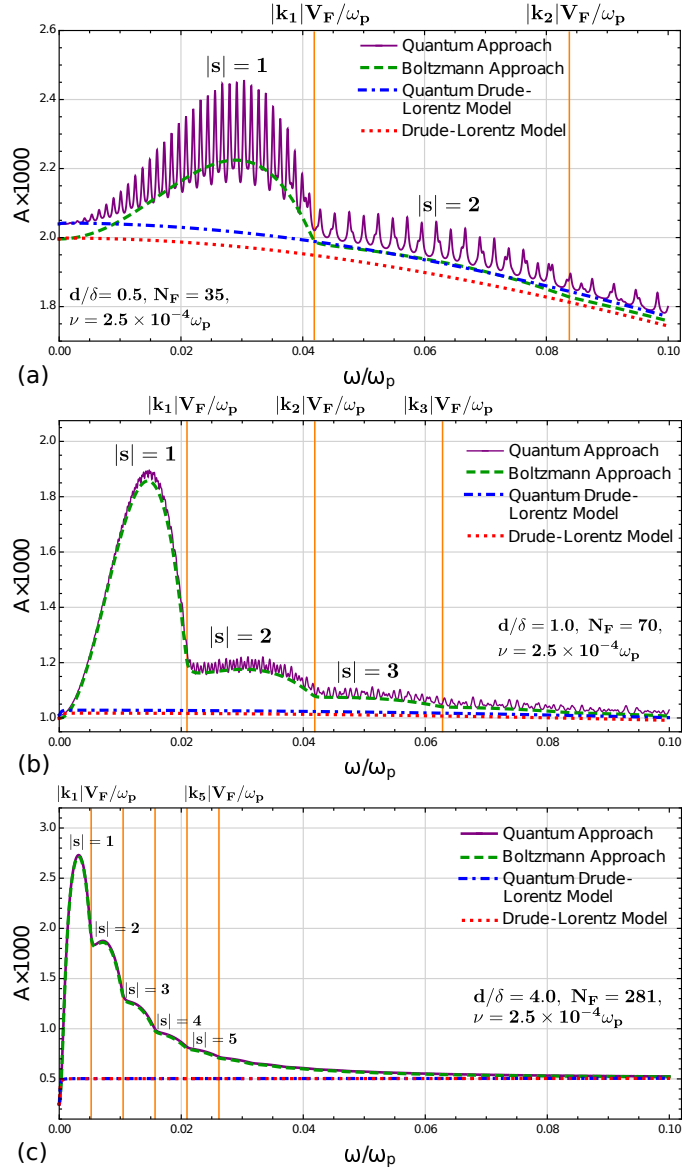 |k₁|V_F/ω_p |k₂|V_F/ω_p
2.6
2.4
2.2
2.0
1.8
A×1000
|s| = 1
|s| = 2
Quantum Approach
Boltzmann Approach
Quantum Drude-
Lorentz Model
Drude-Lorentz Model
d/δ = 0.5, N_F = 35,
ν = 2.5 × 10⁻⁴ω_p
0.00 0.02 0.04 0.06 0.08 0.10
(a) ω/ω_p
|k₁|V_F/ω_p |k₂|V_F/ω_p |k₃|V_F/ω_p
2.0
1.8
1.6
1.4
1.2
1.0
A×1000
|s| = 1
|s| = 2
|s| = 3
Quantum Approach
Boltzmann Approach
Quantum Drude-
Lorentz Model
Drude-Lorentz Model
d/δ = 1.0, N_F = 70,
ν = 2.5 × 10⁻⁴ω_p
0.00 0.02 0.04 0.06 0.08 0.10
(b) ω/ω_p
|k₁|V_F/ω_p |k₅|V_F/ω_p
3.0
2.5
2.0
1.5
1.0
0.5
A×1000
|s| = 1
|s| = 2
|s| = 3
|s| = 4
|s| = 5
Quantum Approach
Boltzmann Approach
Quantum Drude-
Lorentz Model
Drude-Lorentz Model
d/δ = 4.0, N_F = 281,
ν = 2.5 × 10⁻⁴ω_p
0.00 0.02 0.04 0.06 0.08 0.10
(c) ω/ω_p